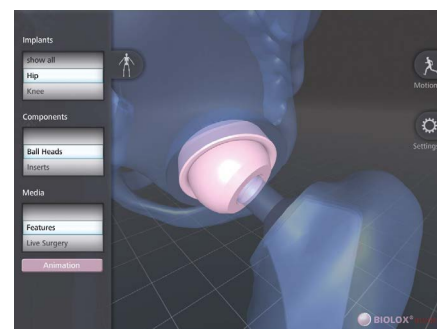 Implants
show all
Hip
Knee
Components
Ball Heads
Inserts
Media
Features
Live Surgery
Animation
Motion
Settings
BIOLOX®